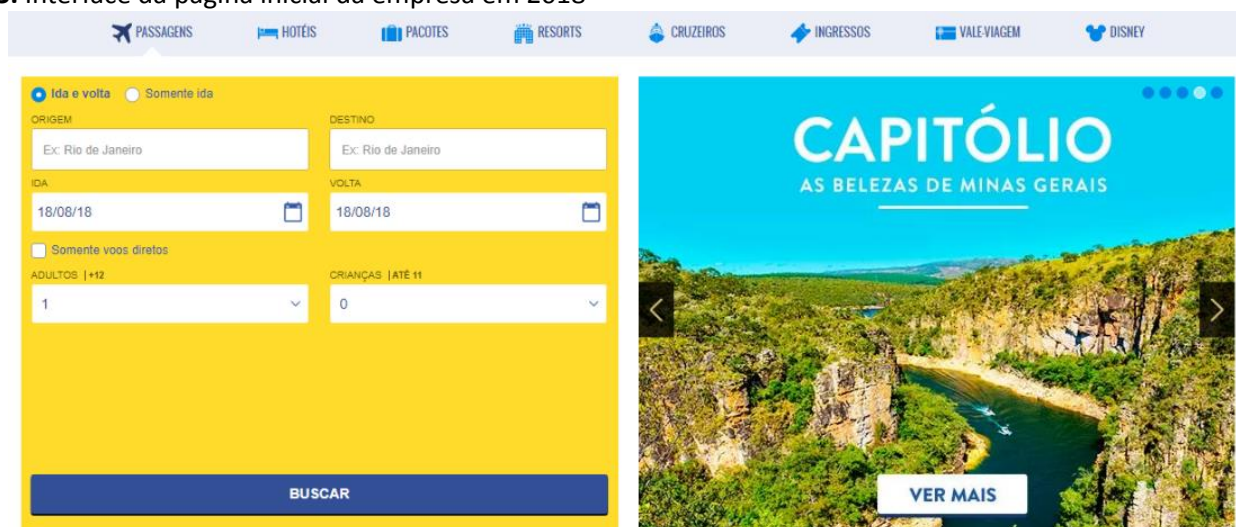 Interface da página inicial da empresa em 2018
PASSAGENS HOTÉIS PACOTES RESORTS CRUZEIROS INGRESSOS VALE-VIAGEM DISNEY
Ida e volta Somente ida
ORIGEM DESTINO
Ex: Rio de Janeiro Ex: Rio de Janeiro
IDA VOLTA
18/08/18 18/08/18
Somente voos diretos
ADULTOS | +12 CRIANÇAS | ATÉ 11
1 0
BUSCAR
CAPITÓLIO
AS BELEZAS DE MINAS GERAIS
VER MAIS